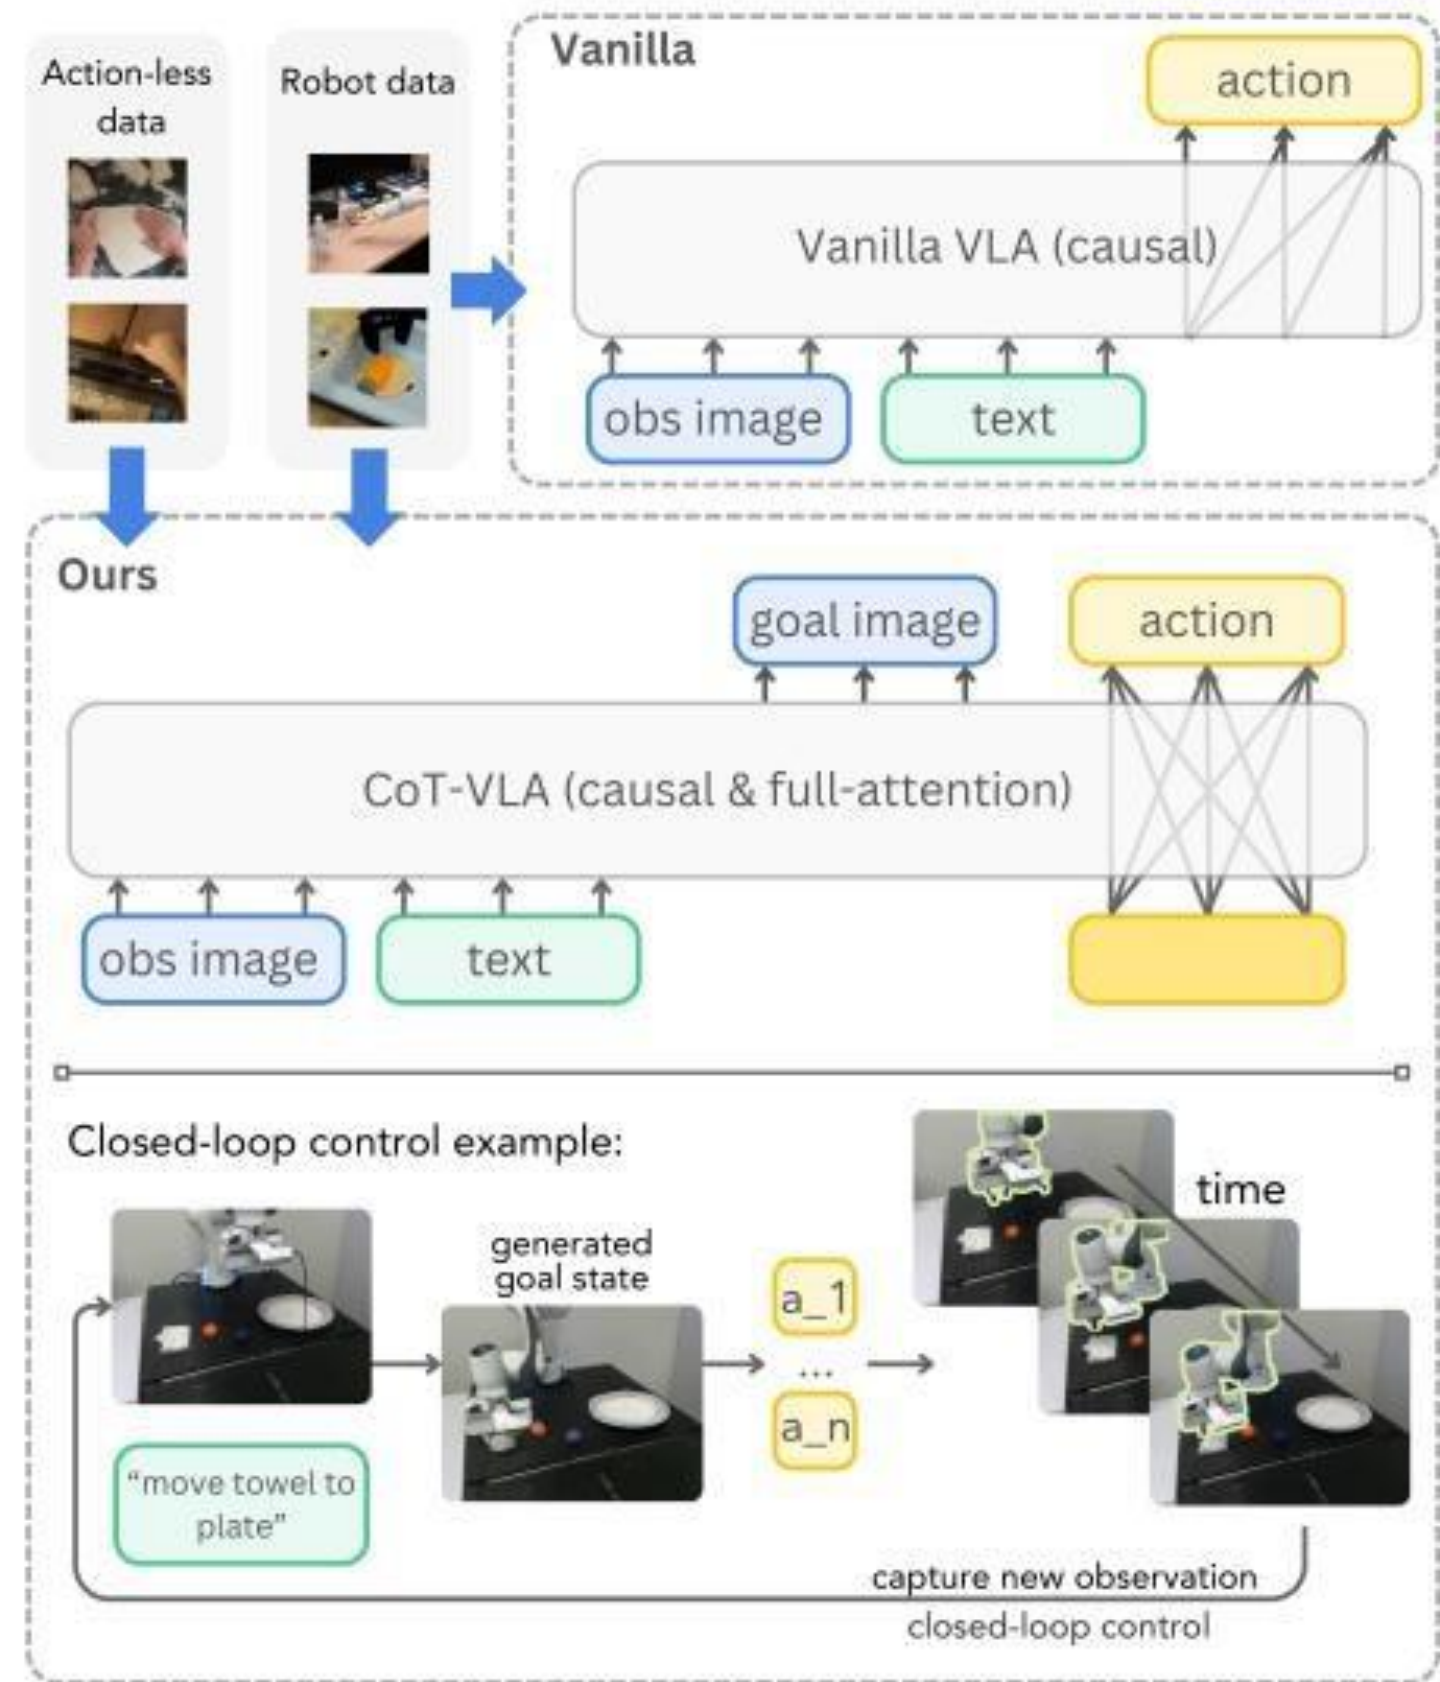 Action-less
data
Robot data
Vanilla
action
Vanilla VLA (causal)
obs image
text
Ours
goal image
action
CoT-VLA (causal & full-attention)
obs image
text
Closed-loop control example:
time
generated
goal state
a_1
...
a_n
"move towel to
plate"
capture new observation
closed-loop control